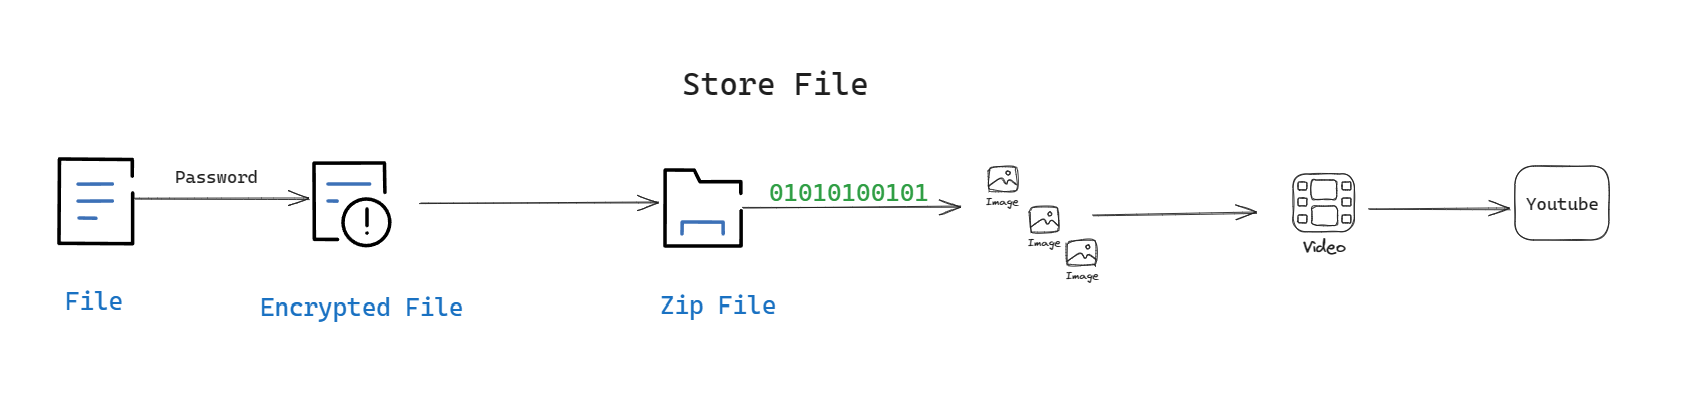 Store File
Password
01010100101
Image
Image
Image
Video
Youtube
File
Encrypted File
Zip File